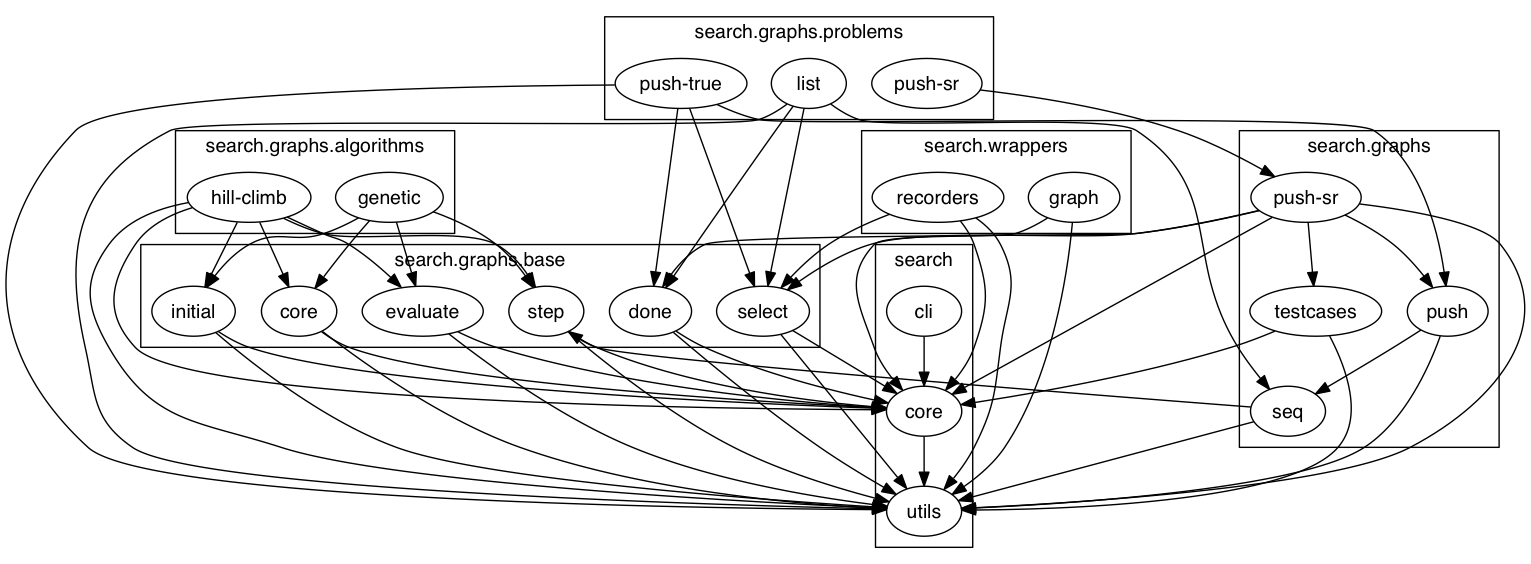 search.graphs.problems
push-true
list
push-sr
search.graphs.algorithms
hill-climb
genetic
search.wrappers
recorders
graph
search.graphs
push-sr
search.graphs.base
initial
core
evaluate
step
done
select
search
cli
testcases
push
core
seq
utils